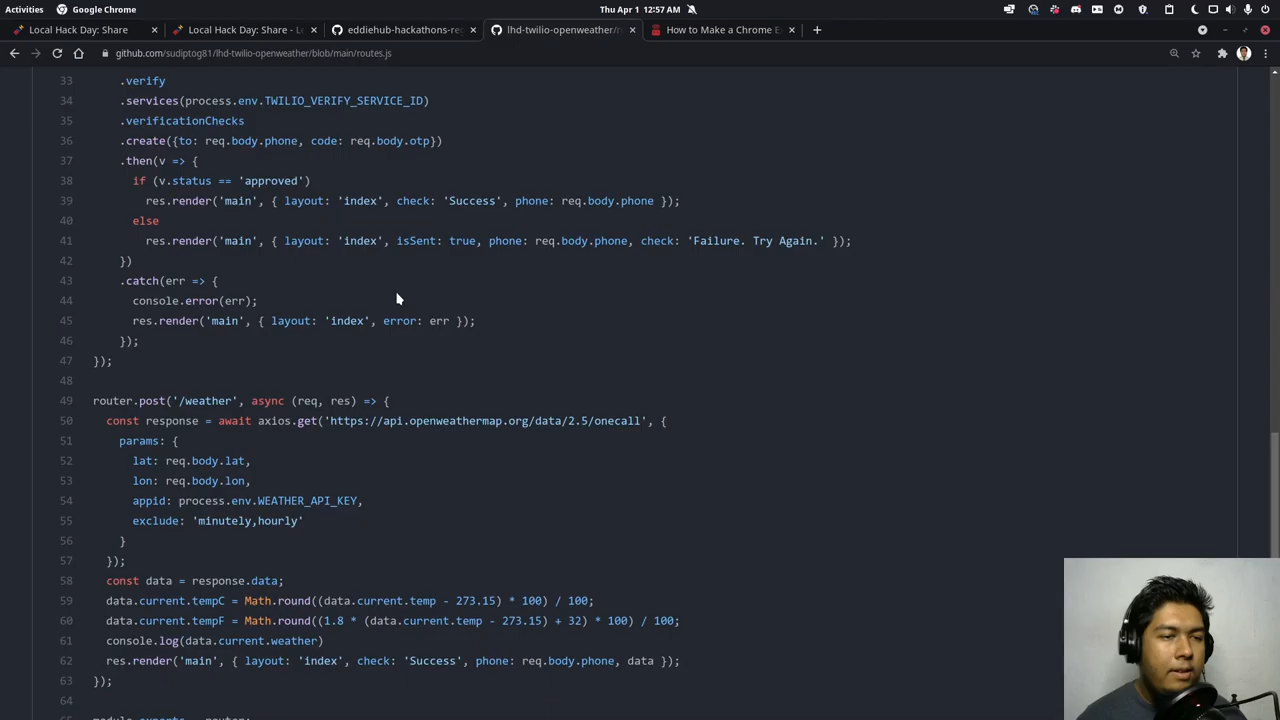 Activities
Google Chrome
Thu Apr 1 12:57 AM
Local Hack Day: Share
Local Hack Day: Share - Le
eddiehub-hackathons-re
lhd-twilio-openweather/r
How to Make a Chrome E
github.com/sudiptog81/lhd-twilio-openweather/blob/main/routes.js
33 .verify
34 .services(process.env.TWILIO_VERIFY_SERVICE_ID)
35 .verificationChecks
36 .create({to: req.body.phone, code: req.body.otp})
37 .then(v => {
38 if (v.status == 'approved')
39 res.render('main', { layout: 'index', check: 'Success', phone: req.body.phone });
40 else
41 res.render('main', { layout: 'index', isSent: true, phone: req.body.phone, check: 'Failure. Try Again.' });
42 })
43 .catch(err => {
44 console.error(err);
45 res.render('main', { layout: 'index', error: err });
46 });
47 });
48
49 router.post('/weather', async (req, res) => {
50 const response = await axios.get('https://api.openweathermap.org/data/2.5/onecall', {
51 params: {
52 lat: req.body.lat,
53 lon: req.body.lon,
54 appid: process.env.WEATHER_API_KEY,
55 exclude: 'minutely,hourly'
56 }
57 });
58 const data = response.data;
59 data.current.tempC = Math.round((data.current.temp - 273.15) * 100) / 100;
60 data.current.tempF = Math.round((1.8 * (data.current.temp - 273.15) + 32) * 100) / 100;
61 console.log(data.current.weather)
62 res.render('main', { layout: 'index', check: 'Success', phone: req.body.phone, data });
63 });
64
65 module.exports = router;